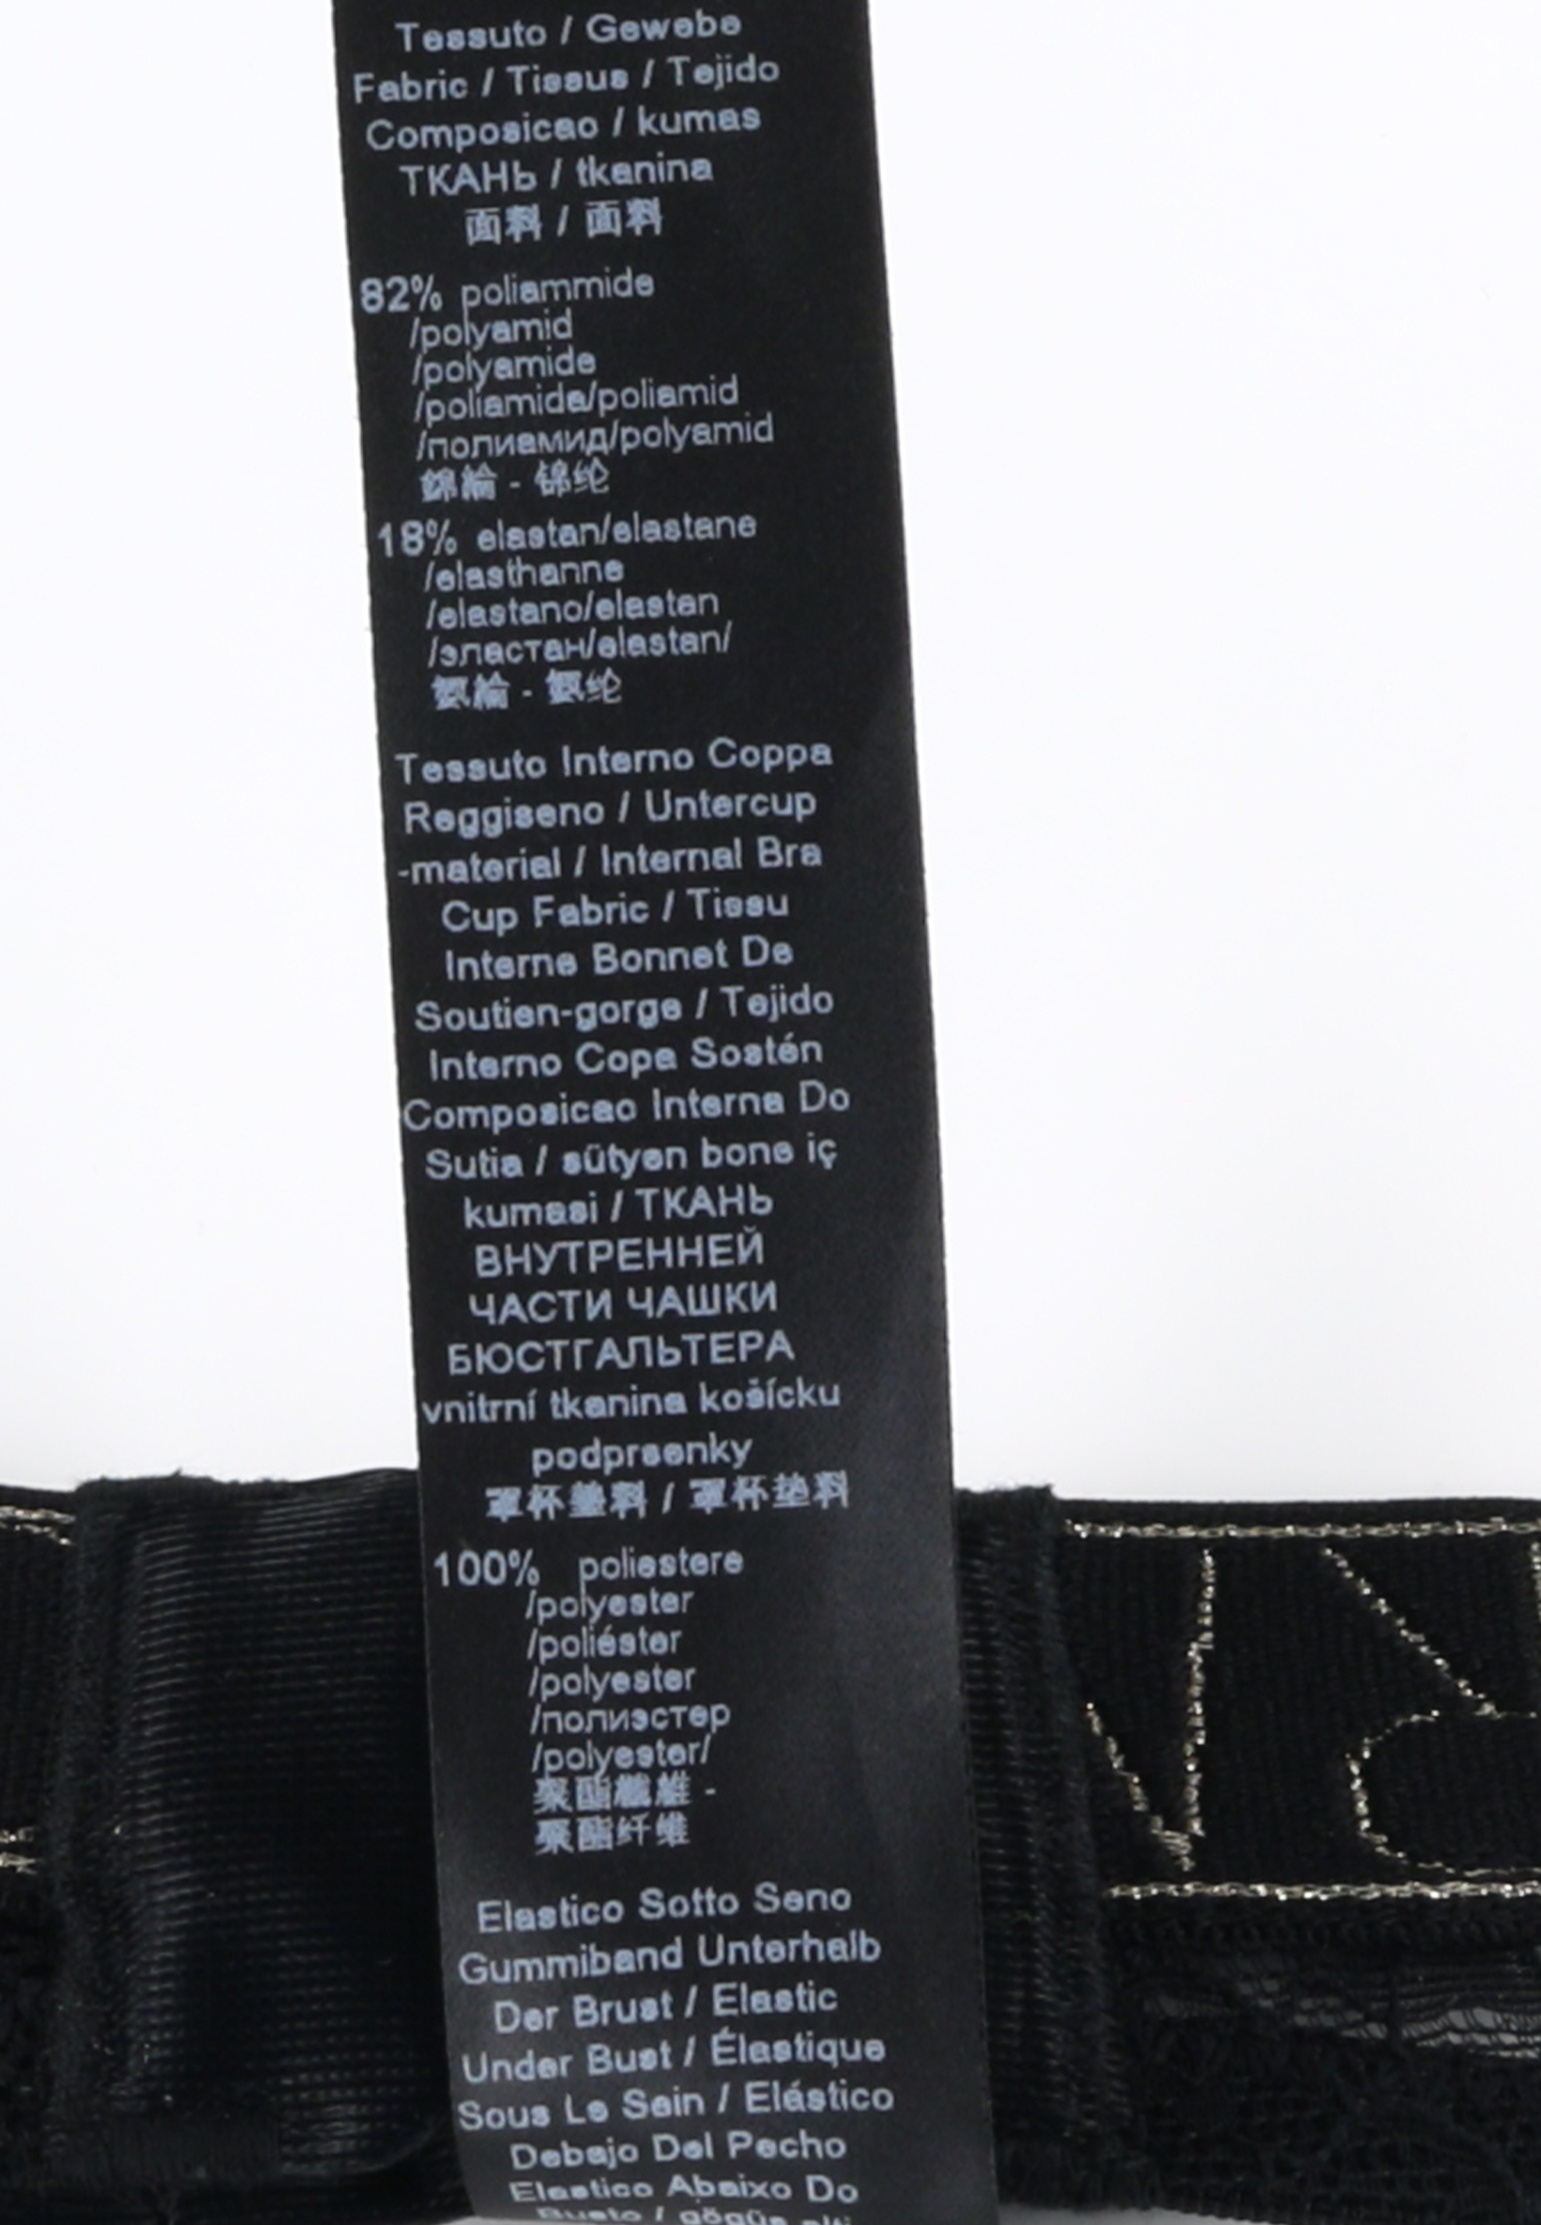 Tessuto / Gewebe
Fabric / Tissus / Tejido
Composicao / kumas
ТКАНЬ / tkanina
面料 / 面料
82% poliammide
/polyamid
/polyamide
/poliamida/poliamid
/полиамид/polyamid
錦綸 - 锦纶
18% elastan/elastane
/elasthanne
/elastano/elastan
/эластан/elastan/
氨綸 - 氨纶
Tessuto Interno Coppa
Reggiseno / Untercup
-material / Internal Bra
Cup Fabric / Tissu
Interne Bonnet De
Soutien-gorge / Tejido
Interno Copa Sostén
Composicao Interna Do
Sutia / sütyen bone iç
kumasi / ТКАНЬ
ВНУТРЕННЕЙ
ЧАСТИ ЧАШКИ
БЮСТГАЛЬТЕРА
vnitrní tkanina košícku
podprsenky
罩杯墊料 / 罩杯垫料
100% poliestere
/polyester
/poliéster
/polyester
/полиэстер
/polyester/
聚酯纖維 -
聚酯纤维
Elastico Sotto Seno
Gummiband Unterhalb
Der Brust / Elastic
Under Bust / Élastique
Sous Le Sein / Elástico
Debajo Del Pecho
Elastico Abaixo Do
Busto / göğüs alti